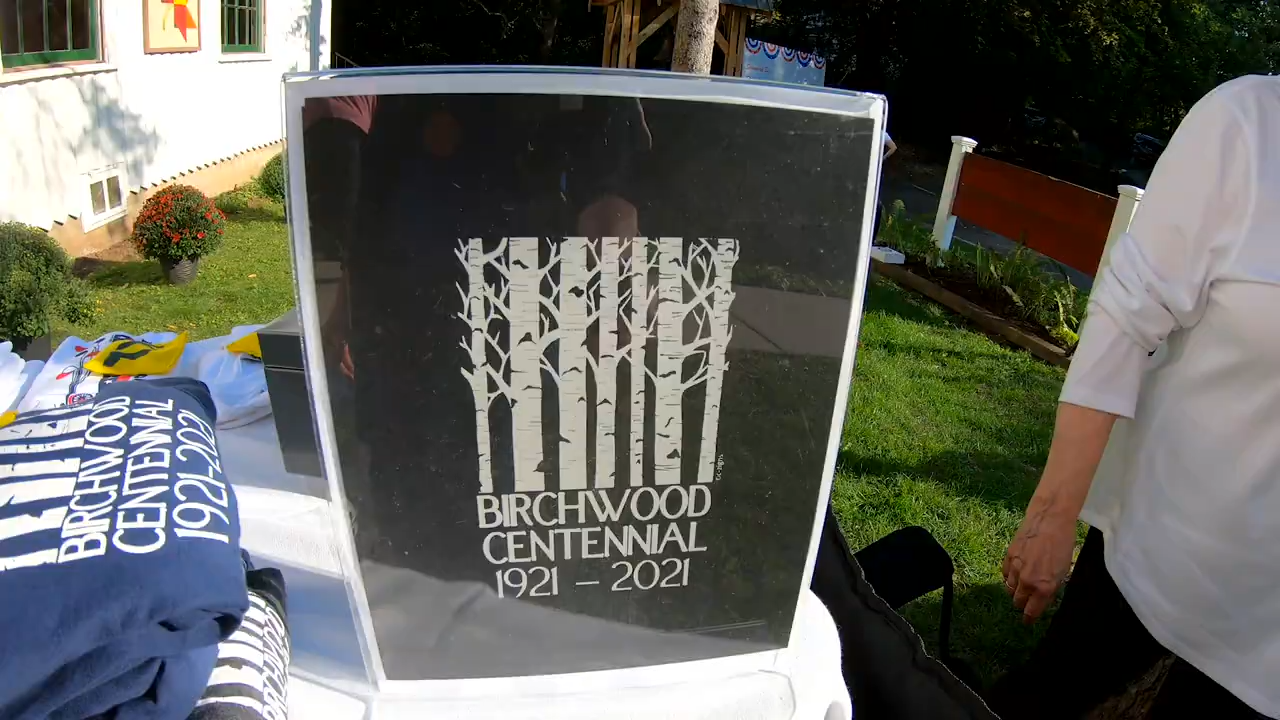 BIRCHWOOD
CENTENNIAL
1921 – 2021
BIRCHWOOD
CENTENNIAL
1921-2021